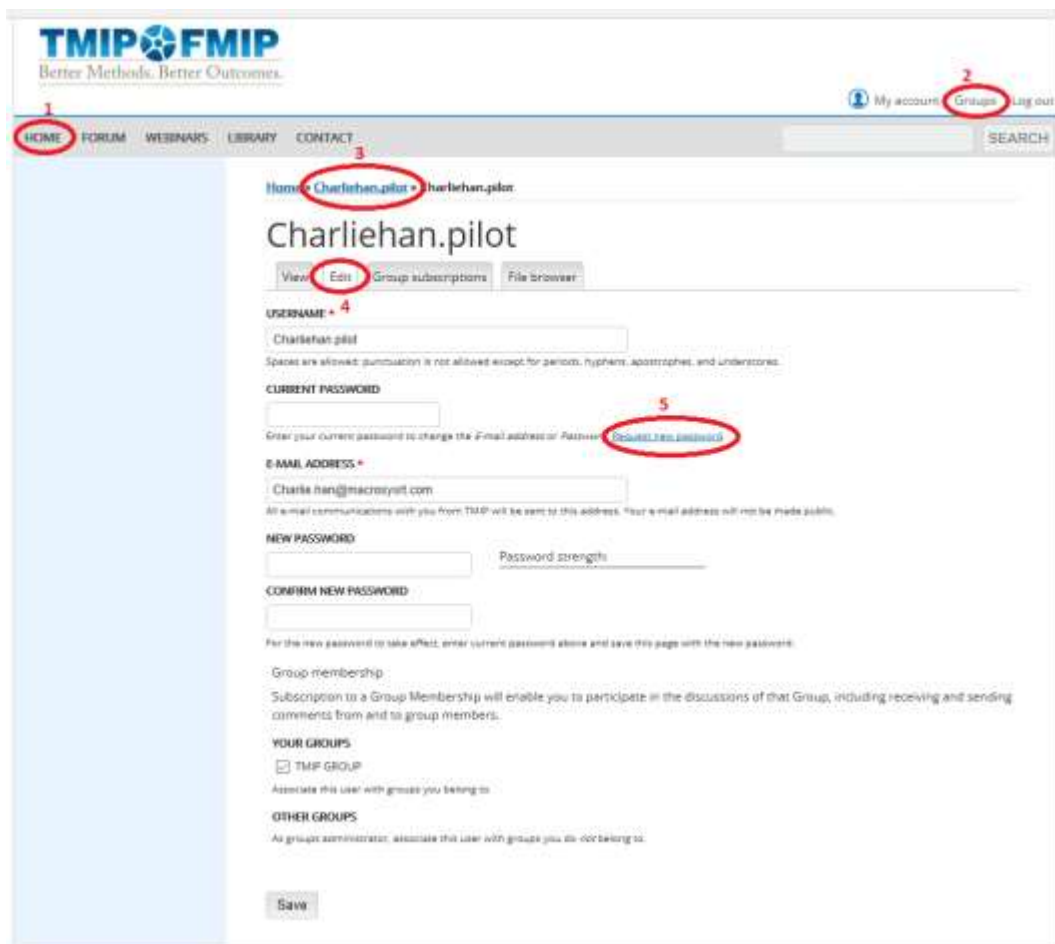 TMIP FMIP
Better Methods. Better Outcomes.
2
My account Groups Log out
1
HOME FORUM WEBINARS LIBRARY CONTACT SEARCH
3
Home » Charliehan.pilot » Charliehan.pilot
Charliehan.pilot
View Edit Group subscriptions File browser
4
USERNAME *
Charliehan.pilot
Spaces are allowed; punctuation is not allowed except for periods, hyphens, apostrophes, and underscores.
CURRENT PASSWORD
5
Enter your current password to change the E-mail address or Password. Request new password.
E-MAIL ADDRESS *
Charlie.han@macrosysrt.com
All e-mail communications with you from TMIP will be sent to this address. Your e-mail address will not be made public.
NEW PASSWORD
Password strength:
CONFIRM NEW PASSWORD
For the new password to take effect, enter current password above and save this page with the new password.
Group membership
Subscription to a Group Membership will enable you to participate in the discussions of that Group, including receiving and sending
comments from and to group members.
YOUR GROUPS
TMIP GROUP
Associate this user with groups you belong to.
OTHER GROUPS
As groups administrator, associate this user with groups you do not belong to.
Save